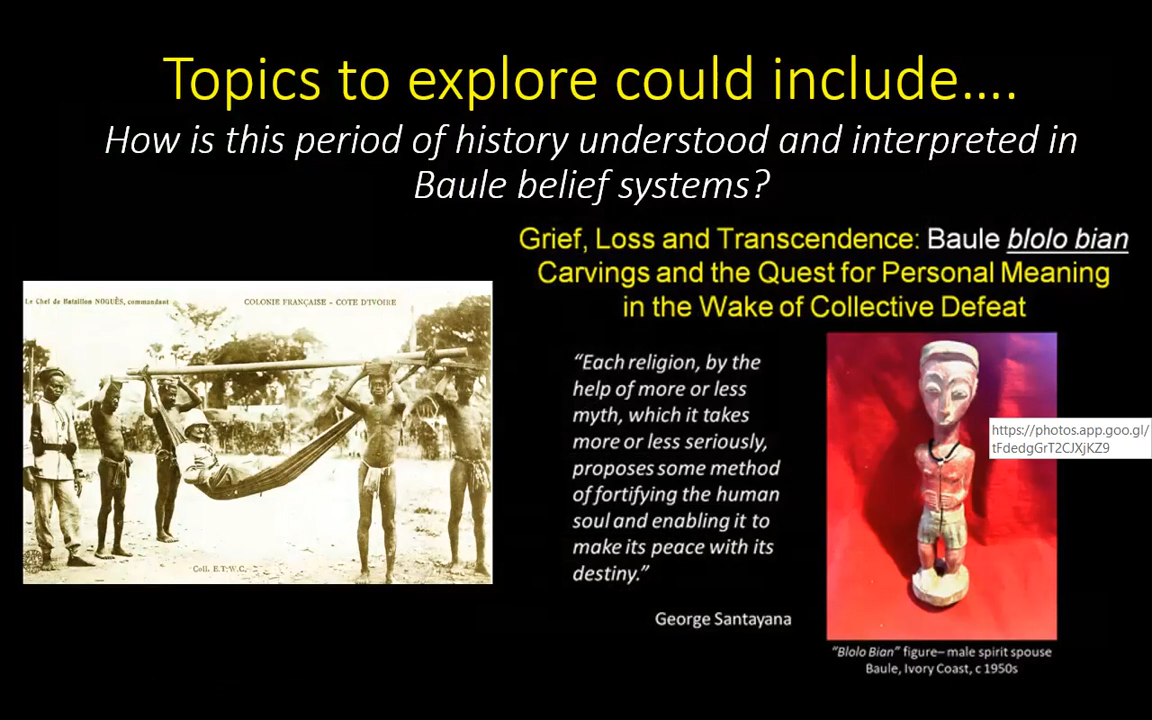 Topics to explore could include....
How is this period of history understood and interpreted in
Baule belief systems?
Grief, Loss and Transcendence: Baule blolo bian
Carvings and the Quest for Personal Meaning
in the Wake of Collective Defeat
Le Chef de Bataillon NOGUÈS, commandant
COLONIE FRANÇAISE - COTE D'IVOIRE
Coll. E.T.W.C.
“Each religion, by the
help of more or less
myth, which it takes
more or less seriously,
proposes some method
of fortifying the human
soul and enabling it to
make its peace with its
destiny.”
George Santayana
https://photos.app.goo.gl/
tFdedgGrT2CJXjKZ9
“Blolo Bian” figure– male spirit spouse
Baule, Ivory Coast, c 1950s